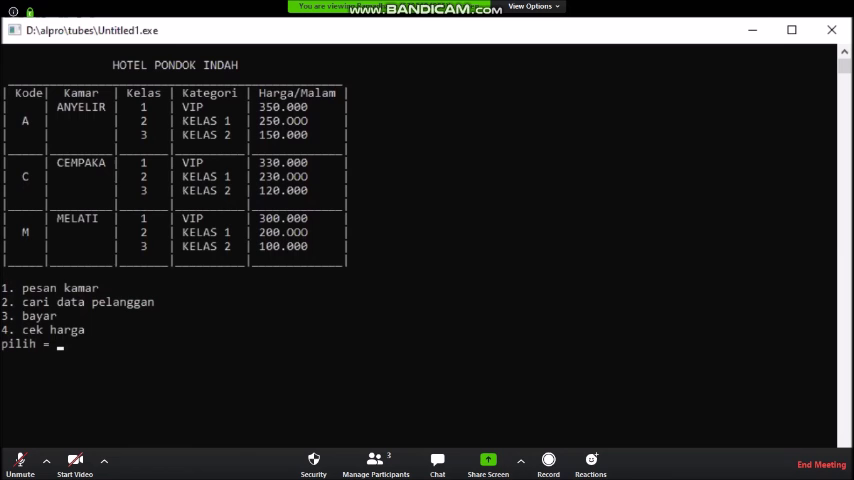 You are viewing
WWW.BANDICAM.COM
View Options
D:\alpro\tubes\Untitled1.exe
HOTEL PONDOK INDAH
| Kode| Kamar | Kelas | Kategori | Harga/Malam |
ANYELIR | 1 | VIP | 350.000
A | 2 | KELAS 1 | 250.000
3 | KELAS 2 | 150.000
CEMPAKA | 1 | VIP | 330.000
C | 2 | KELAS 1 | 230.000
3 | KELAS 2 | 120.000
MELATI | 1 | VIP | 300.000
M | 2 | KELAS 1 | 200.000
3 | KELAS 2 | 100.000
1. pesan kamar
2. cari data pelanggan
3. bayar
4. cek harga
pilih = _
3
Unmute Start Video Security Manage Participants Chat Share Screen Record Reactions End Meeting